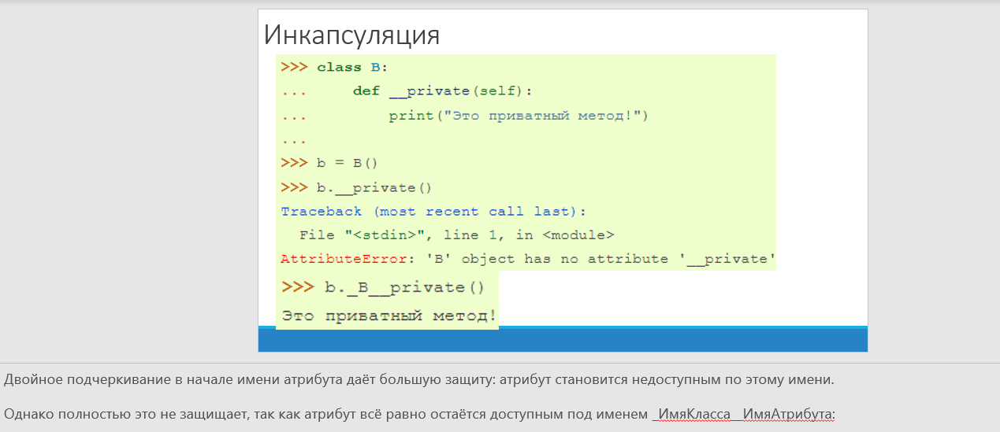 Инкапсуляция
>>> class B:
...     def __private(self):
...         print("Это приватный метод!")
...
>>> b = B()
>>> b.__private()
Traceback (most recent call last):
  File "<stdin>", line 1, in <module>
AttributeError: 'B' object has no attribute '__private'
>>> b._B__private()
Это приватный метод!
Двойное подчеркивание в начале имени атрибута даёт большую защиту: атрибут становится недоступным по этому имени.
Однако полностью это не защищает, так как атрибут всё равно остаётся доступным под именем _ИмяКласса__ИмяАтрибута: